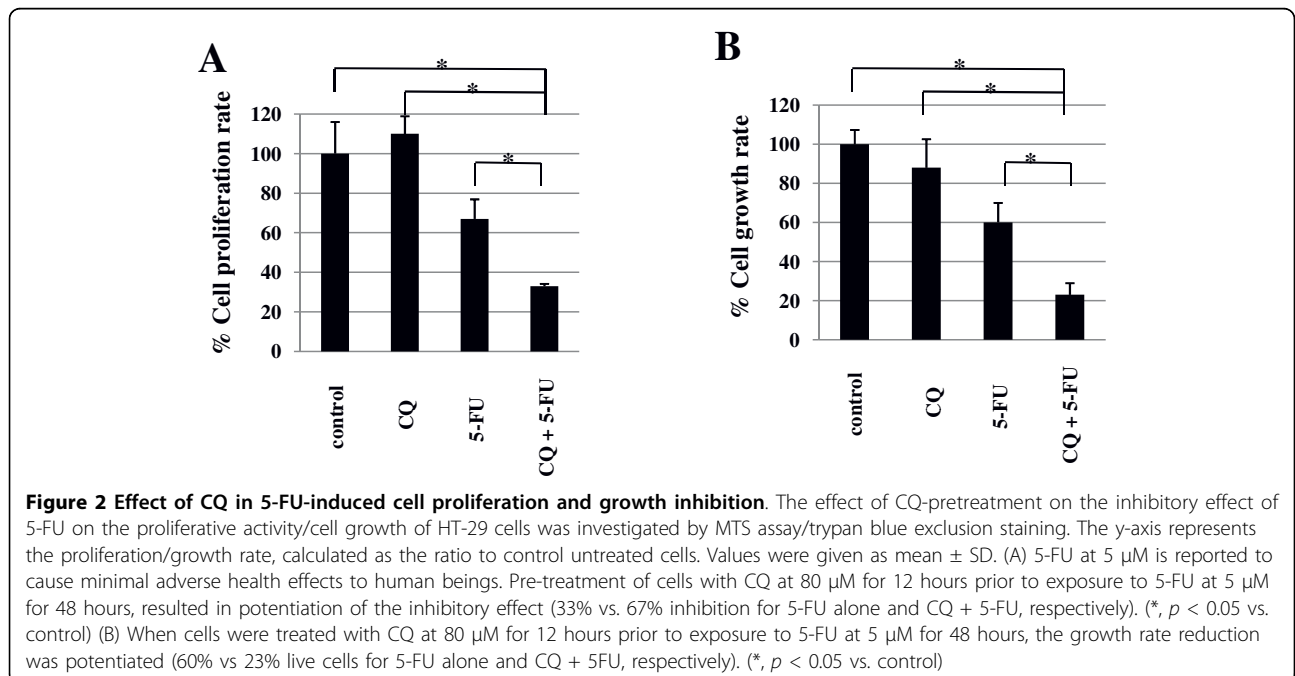 A
% Cell proliferation rate
120
100
80
60
40
20
0
*
*
*
control
CQ
5-FU
CQ + 5-FU
B
% Cell growth rate
120
100
80
60
40
20
0
*
*
*
control
CQ
5-FU
CQ + 5-FU
Figure 2 Effect of CQ in 5-FU-induced cell proliferation and growth inhibition. The effect of CQ-pretreatment on the inhibitory effect of
5-FU on the proliferative activity/cell growth of HT-29 cells was investigated by MTS assay/trypan blue exclusion staining. The y-axis represents
the proliferation/growth rate, calculated as the ratio to control untreated cells. Values were given as mean ± SD. (A) 5-FU at 5 μM is reported to
cause minimal adverse health effects to human beings. Pre-treatment of cells with CQ at 80 μM for 12 hours prior to exposure to 5-FU at 5 μM
for 48 hours, resulted in potentiation of the inhibitory effect (33% vs. 67% inhibition for 5-FU alone and CQ + 5-FU, respectively). (*, p < 0.05 vs.
control) (B) When cells were treated with CQ at 80 μM for 12 hours prior to exposure to 5-FU at 5 μM for 48 hours, the growth rate reduction
was potentiated (60% vs 23% live cells for 5-FU alone and CQ + 5FU, respectively). (*, p < 0.05 vs. control)